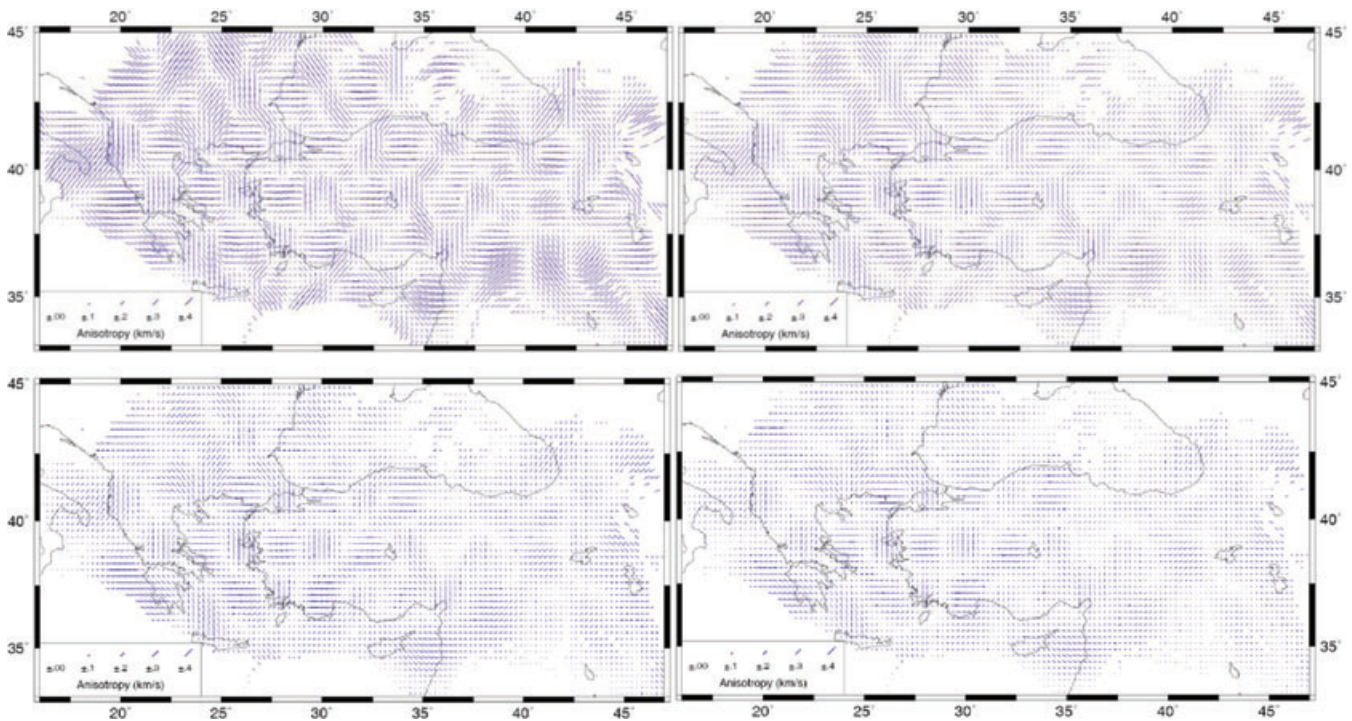 20˚ 25˚ 30˚ 35˚ 40˚ 45˚ 20˚ 25˚ 30˚ 35˚ 40˚ 45˚
45˚ 45˚
40˚ 40˚
35˚ 35˚
±.00 ±.1 ±.2 ±.3 ±.4 ±.00 ±.1 ±.2 ±.3 ±.4
Anisotropy (km/s) Anisotropy (km/s)
45˚ 45˚
40˚ 40˚
35˚ 35˚
±.00 ±.1 ±.2 ±.3 ±.4 ±.00 ±.1 ±.2 ±.3 ±.4
Anisotropy (km/s) Anisotropy (km/s)
20˚ 25˚ 30˚ 35˚ 40˚ 45˚ 20˚ 25˚ 30˚ 35˚ 40˚ 45˚